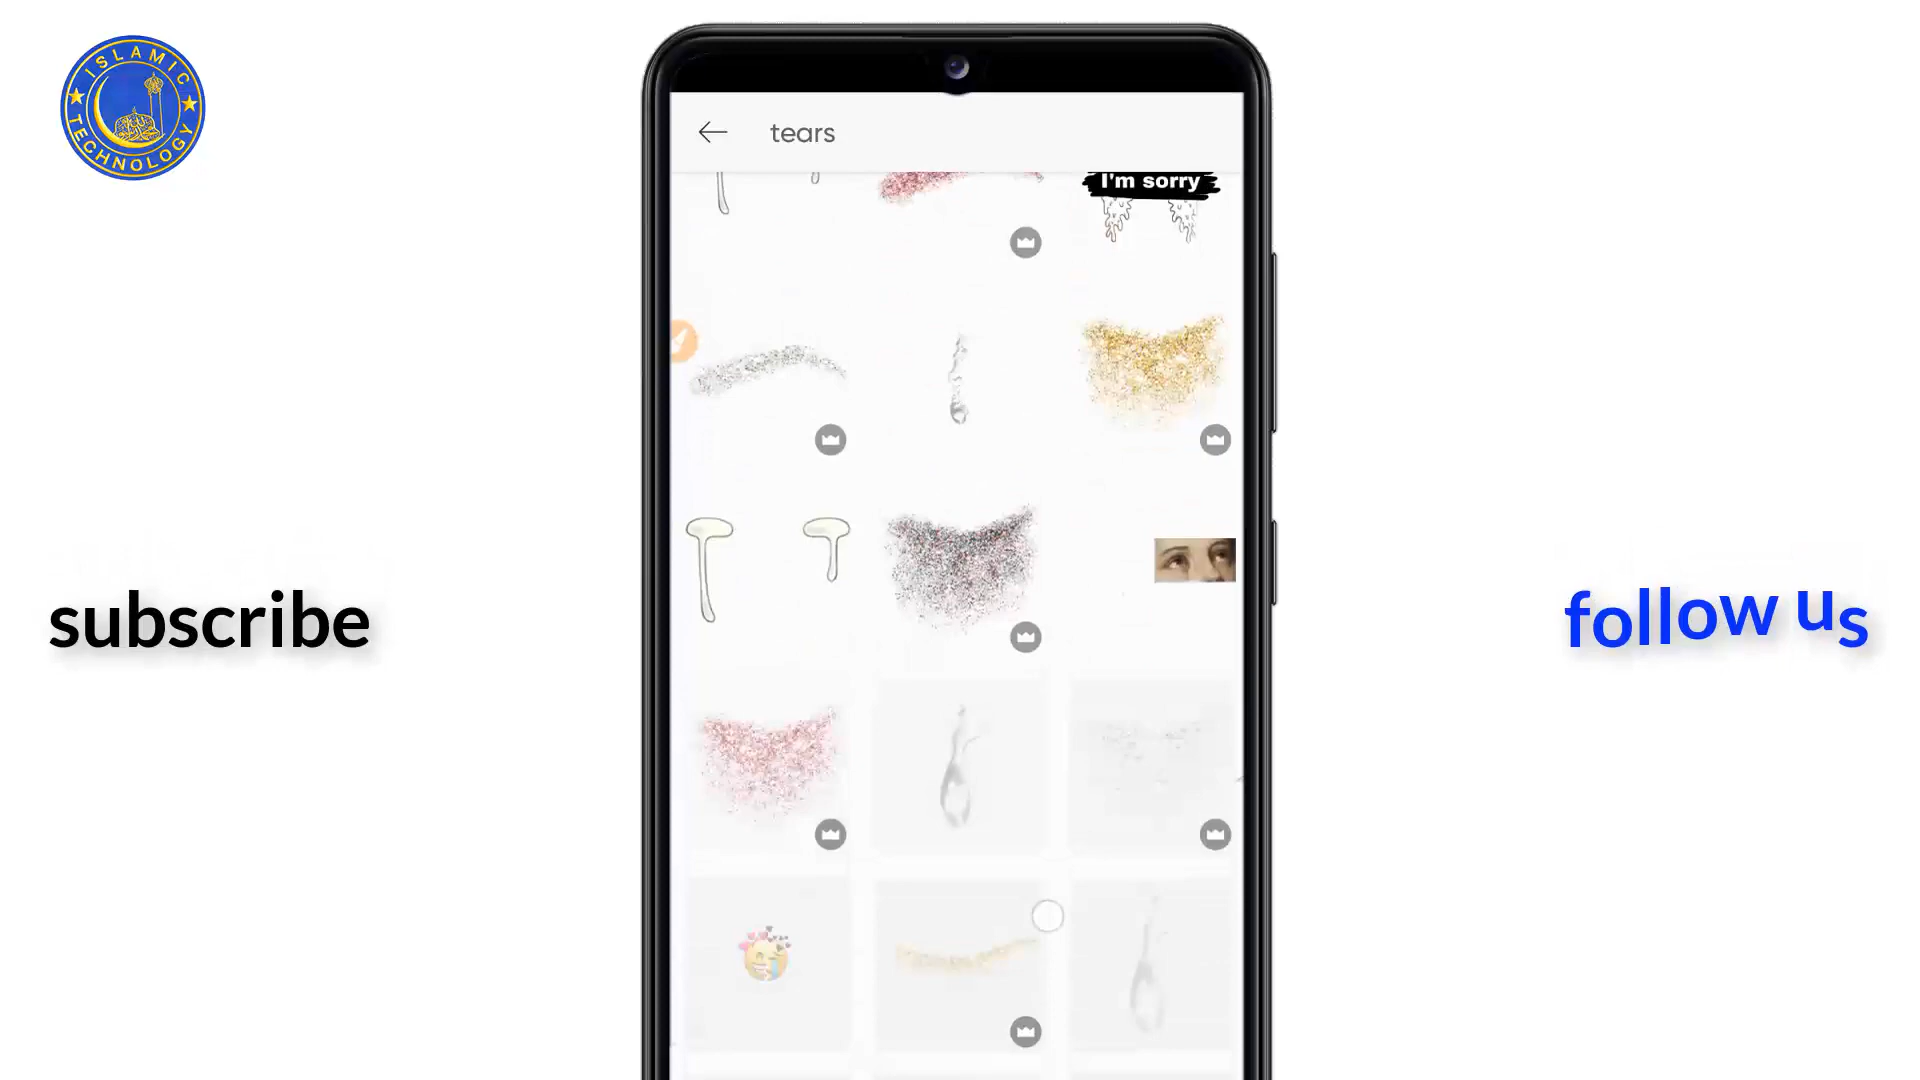 ISLAMIC
TECHNOLOGY
tears
I'm sorry
subscribe
follow us